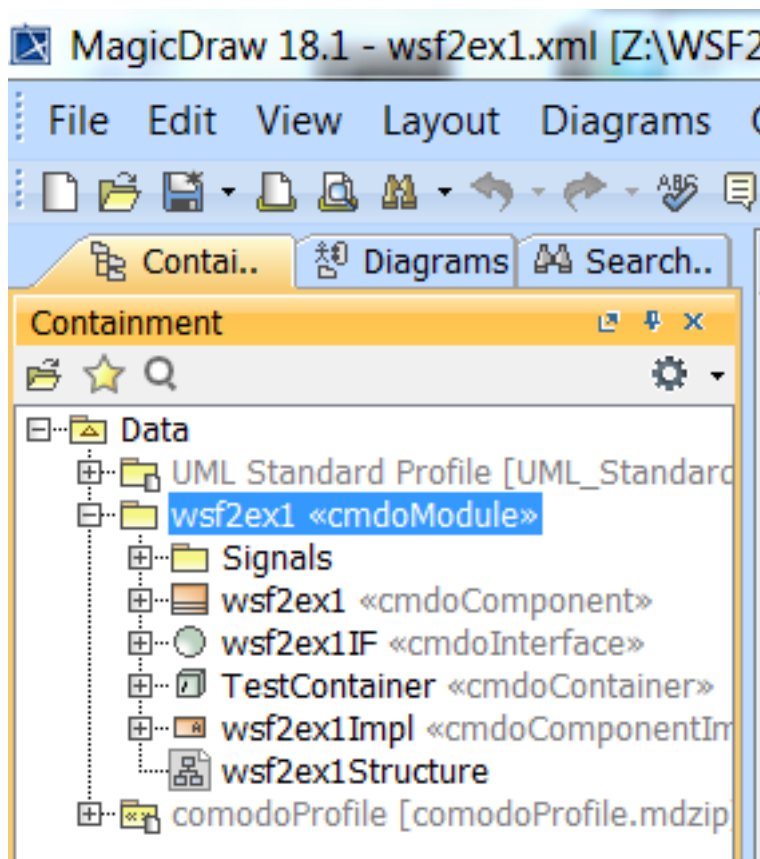 MagicDraw 18.1 - wsf2ex1.xml [Z:\WSF2
File Edit View Layout Diagrams
ABC
Contai.. Diagrams Search..
Containment
Data
UML Standard Profile [UML_Standard
wsf2ex1 «cmdoModule»
Signals
wsf2ex1 «cmdoComponent»
wsf2ex1IF «cmdoInterface»
TestContainer «cmdoContainer»
wsf2ex1Impl «cmdoComponentIm
wsf2ex1Structure
comodoProfile [comodoProfile.mdzip]